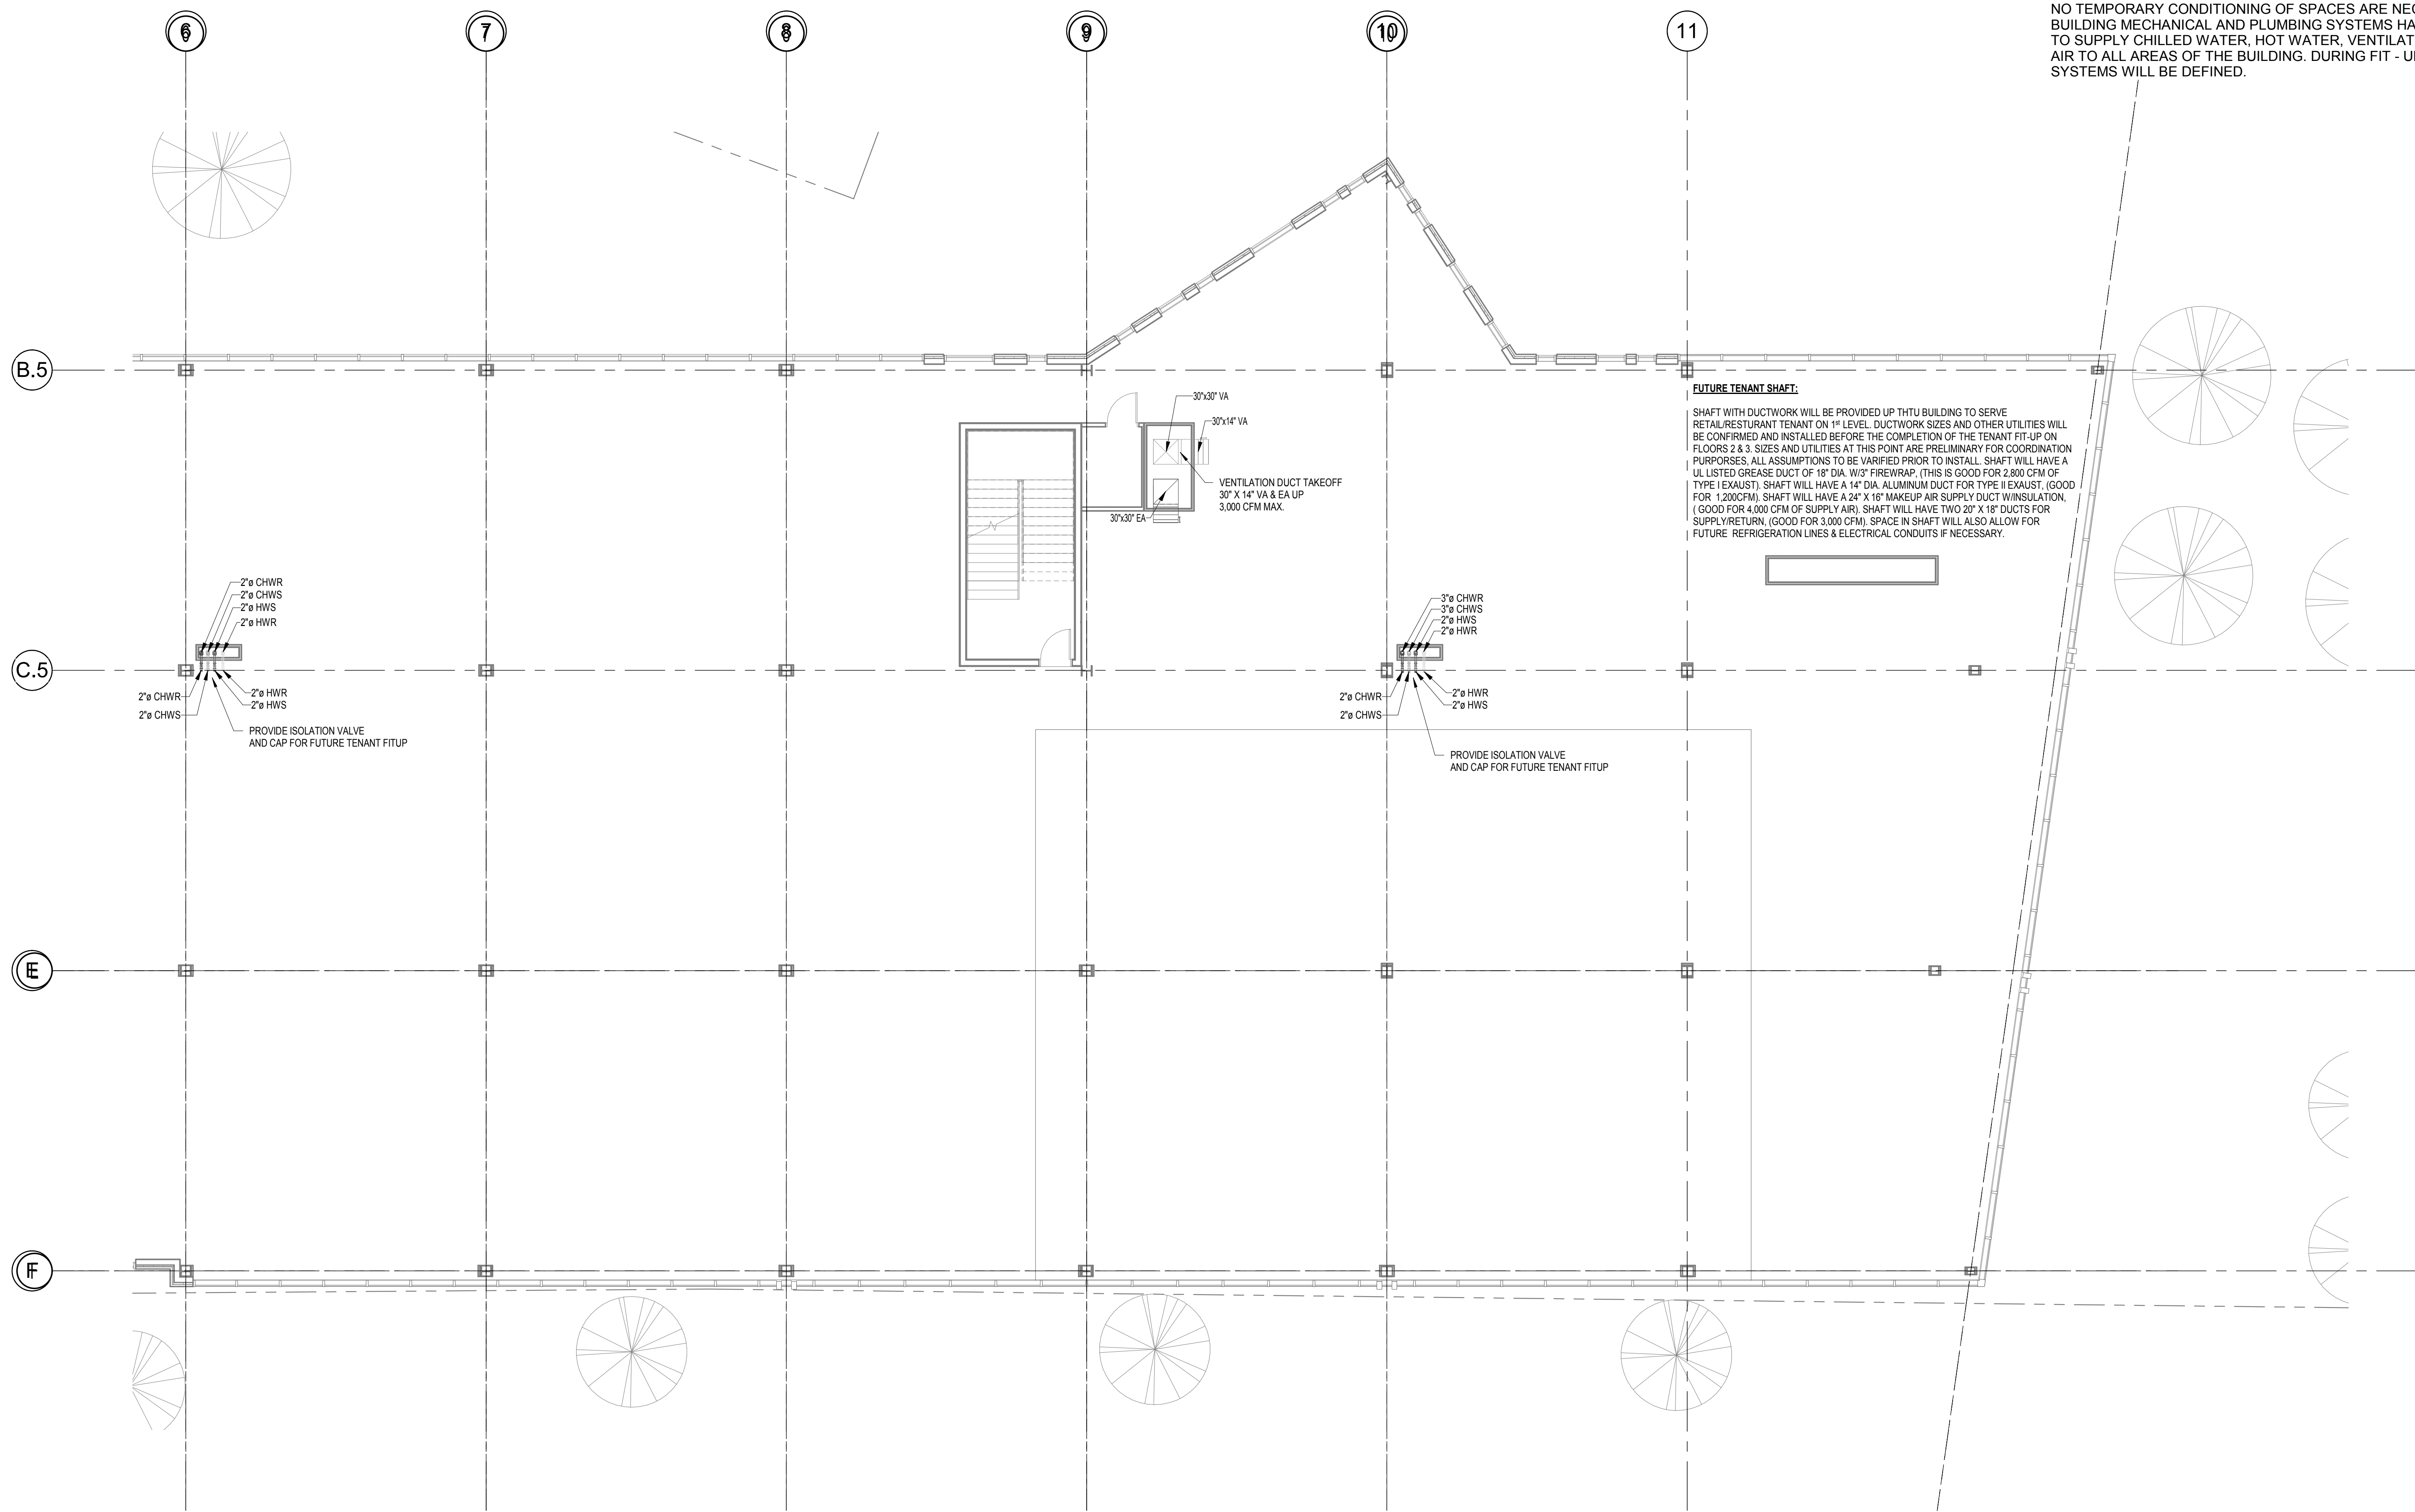 6 7 8 9 10 11
NO TEMPORARY CONDITIONING OF SPACES ARE
BUILDING MECHANICAL AND PLUMBING SYSTEMS
TO SUPPLY CHILLED WATER, HOT WATER,
AIR TO ALL AREAS OF THE BUILDING. DURING FIT -
SYSTEMS WILL BE DEFINED.
B.5
30"x30" VA
30"x14" VA
VENTILATION DUCT TAKEOFF
30" X 14" VA & EA UP
3,000 CFM MAX.
30"x30" EA
FUTURE TENANT SHAFT:
SHAFT WITH DUCTWORK WILL BE PROVIDED UP THTU BUILDING TO SERVE
RETAIL/RESTURANT TENANT ON 1st LEVEL. DUCTWORK SIZES AND OTHER UTILITIES WILL
BE CONFIRMED AND INSTALLED BEFORE THE COMPLETION OF THE TENANT FIT-UP ON
FLOORS 2 & 3. SIZES AND UTILITIES AT THIS POINT ARE PRELIMINARY FOR COORDINATION
PURPORSES, ALL ASSUMPTIONS TO BE VARIFIED PRIOR TO INSTALL. SHAFT WILL HAVE A
UL LISTED GREASE DUCT OF 18" DIA. W/3" FIREWRAP, (THIS IS GOOD FOR 2,800 CFM OF
TYPE I EXAUST). SHAFT WILL HAVE A 14" DIA. ALUMINUM DUCT FOR TYPE II EXAUST, (GOOD
FOR 1,200CFM). SHAFT WILL HAVE A 24" X 16" MAKEUP AIR SUPPLY DUCT W/INSULATION,
( GOOD FOR 4,000 CFM OF SUPPLY AIR). SHAFT WILL HAVE TWO 20" X 18" DUCTS FOR
SUPPLY/RETURN, (GOOD FOR 3,000 CFM). SPACE IN SHAFT WILL ALSO ALLOW FOR
FUTURE REFRIGERATION LINES & ELECTRICAL CONDUITS IF NECESSARY.
2"ø CHWR
2"ø CHWS
2"ø HWS
2"ø HWR
C.5
2"ø CHWR
2"ø CHWS
2"ø HWR
2"ø HWS
PROVIDE ISOLATION VALVE
AND CAP FOR FUTURE TENANT FITUP
3"ø CHWR
3"ø CHWS
2"ø HWS
2"ø HWR
2"ø CHWR
2"ø CHWS
2"ø HWR
2"ø HWS
PROVIDE ISOLATION VALVE
AND CAP FOR FUTURE TENANT FITUP
E
F